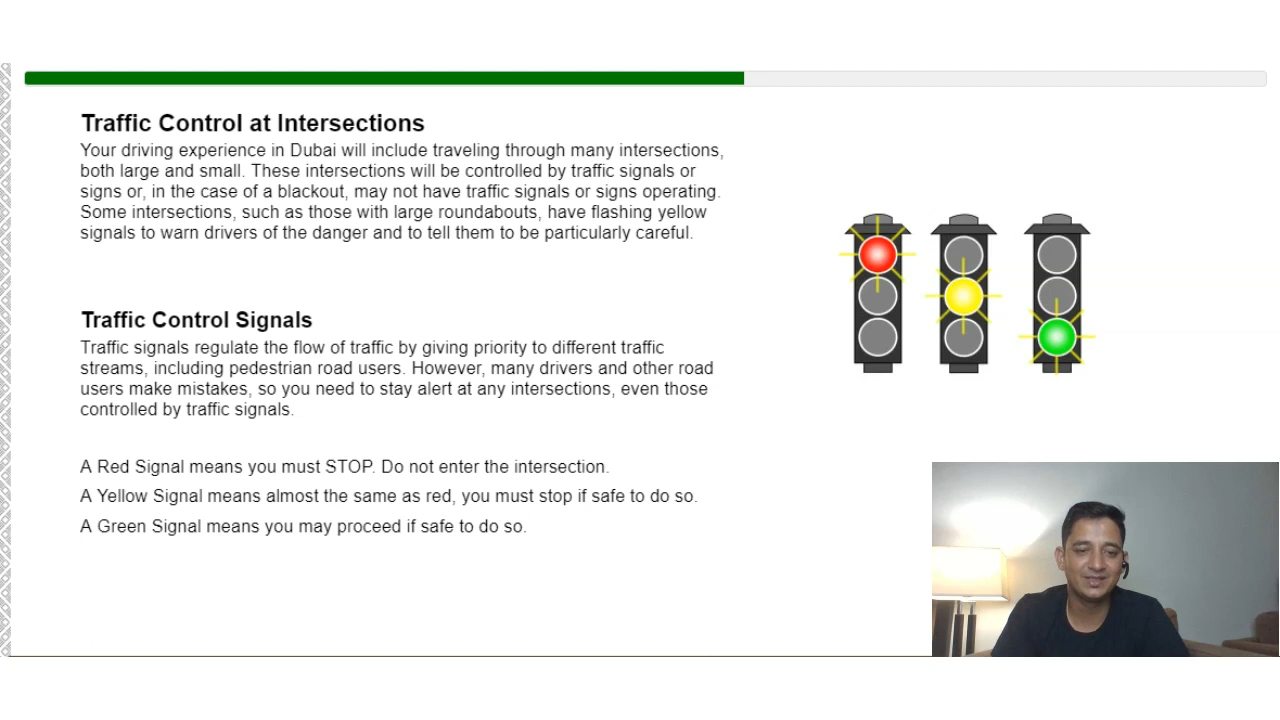 Traffic Control at Intersections
Your driving experience in Dubai will include traveling through many intersections,
both large and small. These intersections will be controlled by traffic signals or
signs or, in the case of a blackout, may not have traffic signals or signs operating.
Some intersections, such as those with large roundabouts, have flashing yellow
signals to warn drivers of the danger and to tell them to be particularly careful.
Traffic Control Signals
Traffic signals regulate the flow of traffic by giving priority to different traffic
streams, including pedestrian road users. However, many drivers and other road
users make mistakes, so you need to stay alert at any intersections, even those
controlled by traffic signals.
A Red Signal means you must STOP. Do not enter the intersection.
A Yellow Signal means almost the same as red, you must stop if safe to do so.
A Green Signal means you may proceed if safe to do so.